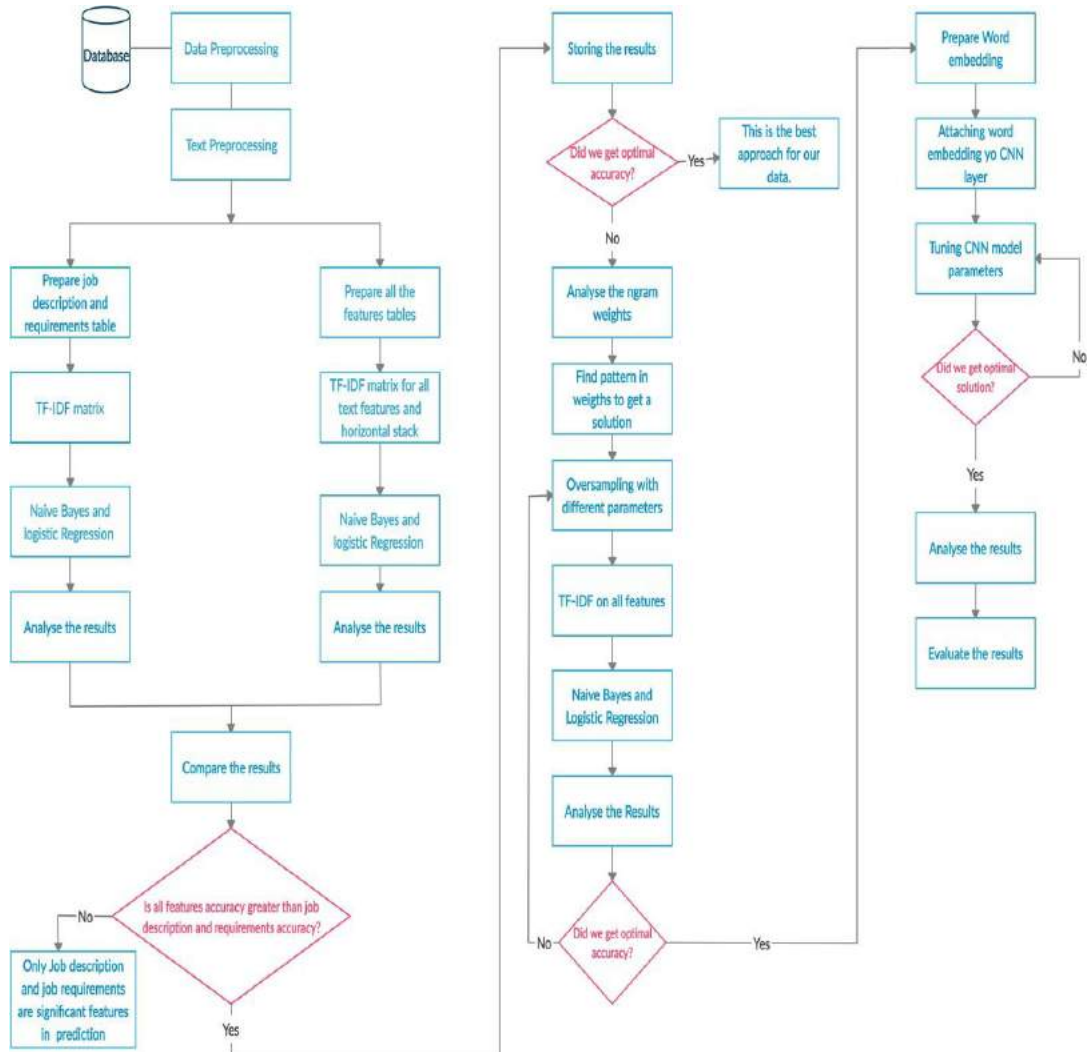 Database
Data Preprocessing
Text Preprocessing
Prepare job
description and
requirements table
TF-IDF matrix
Naive Bayes and
logistic Regression
Analyse the results
Prepare all the
features tables
TF-IDF matrix for all
text features and
horizontal stack
Naive Bayes and
logistic Regression
Analyse the results
Compare the results
Is all features accuracy greater than job
description and requirements accuracy?
No
Only Job description
and job requirements
are significant features
in prediction
Yes
Storing the results
Did we get optimal
accuracy?
Yes
This is the best
approach for our
data.
No
Analyse the ngram
weights
Find pattern in
weigths to get a
solution
Oversampling with
different parameters
TF-IDF on all features
Naive Bayes and
Logistic Regression
Analyse the Results
Did we get optimal
accuracy?
No
Yes
Prepare Word
embedding
Attaching word
embedding yo CNN
layer
Tuning CNN model
parameters
Did we get optimal
solution?
No
Yes
Analyse the results
Evaluate the results